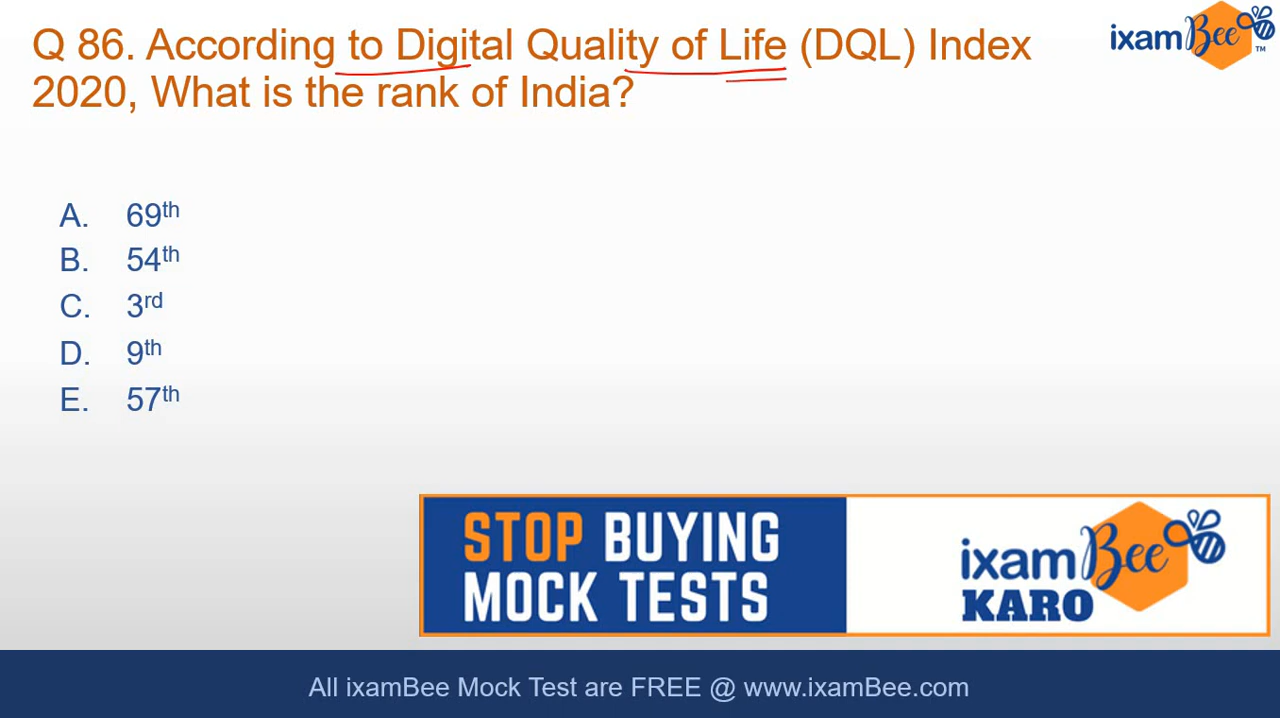 Q 86. According to Digital Quality of Life (DQL) Index
2020, What is the rank of India?
ixamBee™
A. 69th
B. 54th
C. 3rd
D. 9th
E. 57th
STOP BUYING
MOCK TESTS
ixamBee
KARO
All ixamBee Mock Test are FREE @ www.ixamBee.com